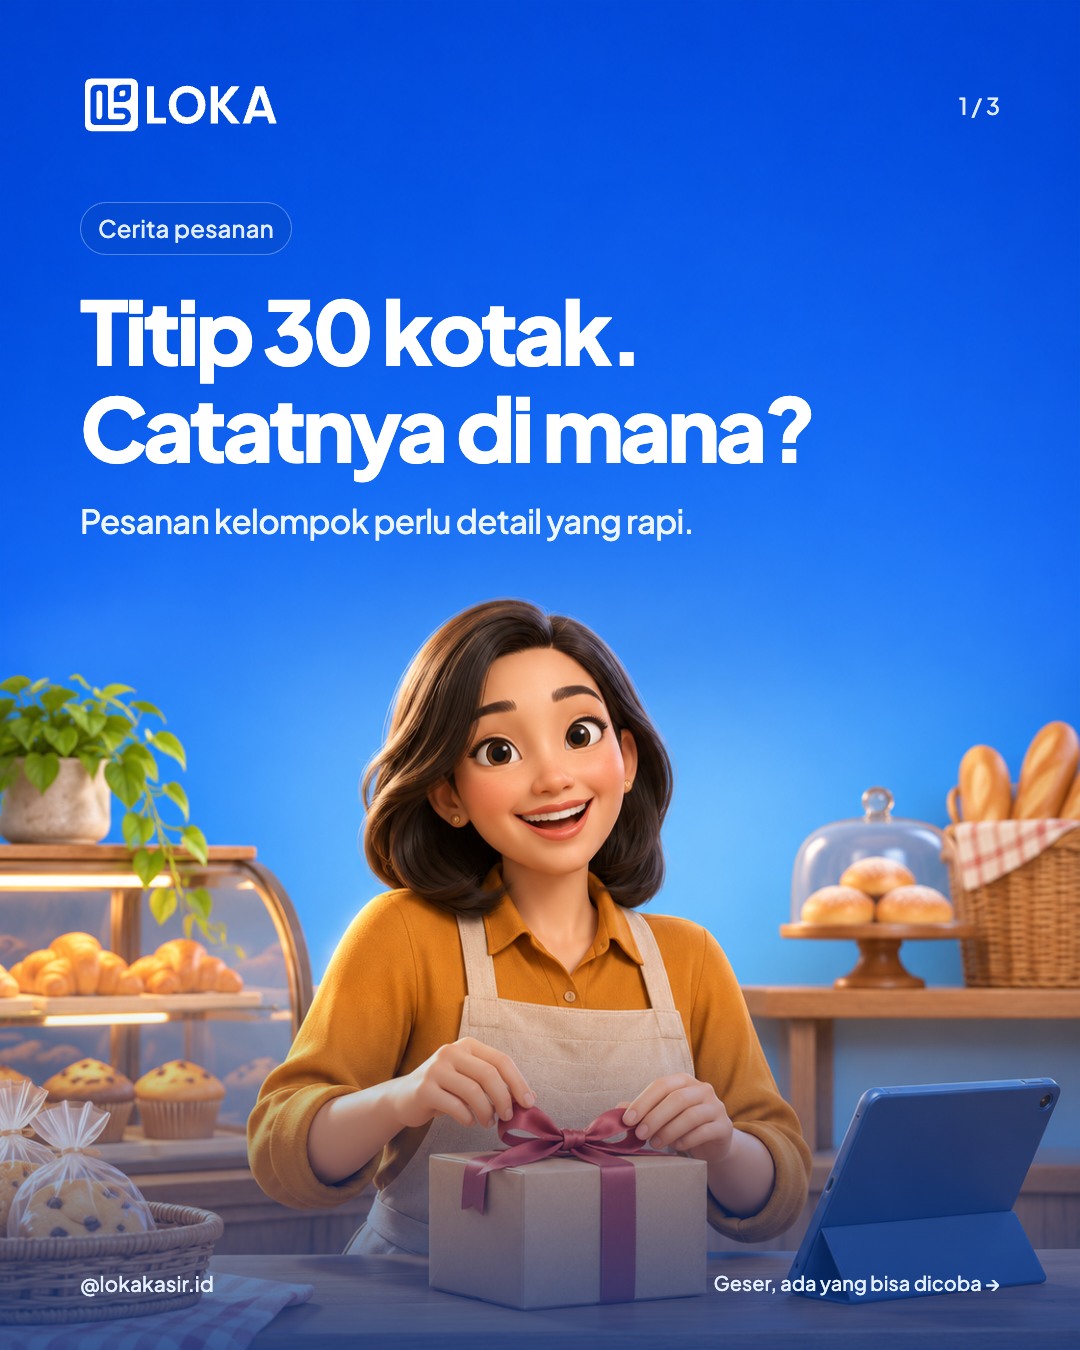 LOKA
1 / 3
Cerita pesanan
Titip 30 kotak.
Catatnya di mana?
Pesanan kelompok perlu detail yang rapi.
@lokakasir.id
Geser, ada yang bisa dicoba →